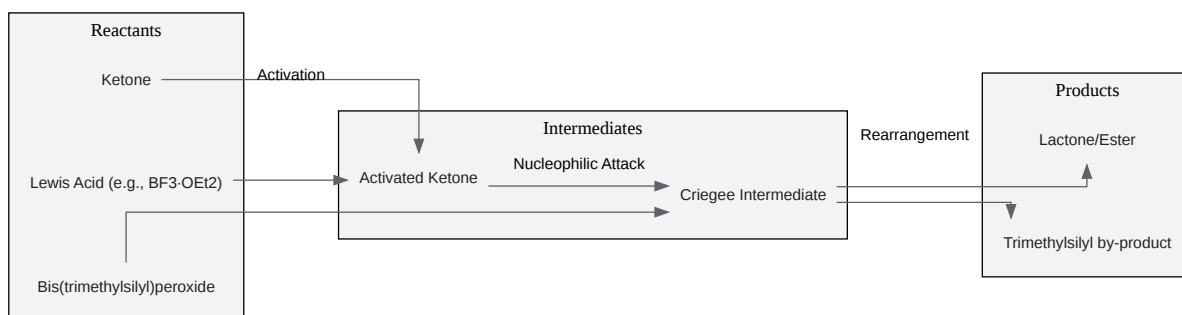 Reactants
Ketone
Activation
Lewis Acid (e.g., BF3·OEt2)
Bis(trimethylsilyl)peroxide
Intermediates
Nucleophilic Attack
Activated Ketone
Criegee Intermediate
Rearrangement
Products
Lactone/Ester
Trimethylsilyl by-product